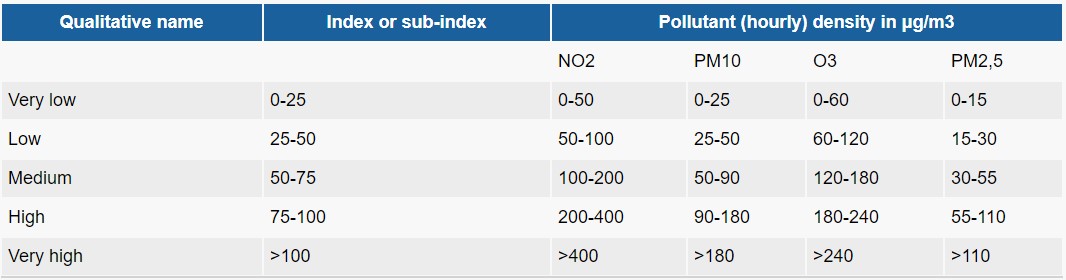 Qualitative name Index or sub-index Pollutant (hourly) density in µg/m3
NO2 PM10 O3 PM2,5
Very low 0-25 0-50 0-25 0-60 0-15
Low 25-50 50-100 25-50 60-120 15-30
Medium 50-75 100-200 50-90 120-180 30-55
High 75-100 200-400 90-180 180-240 55-110
Very high >100 >400 >180 >240 >110